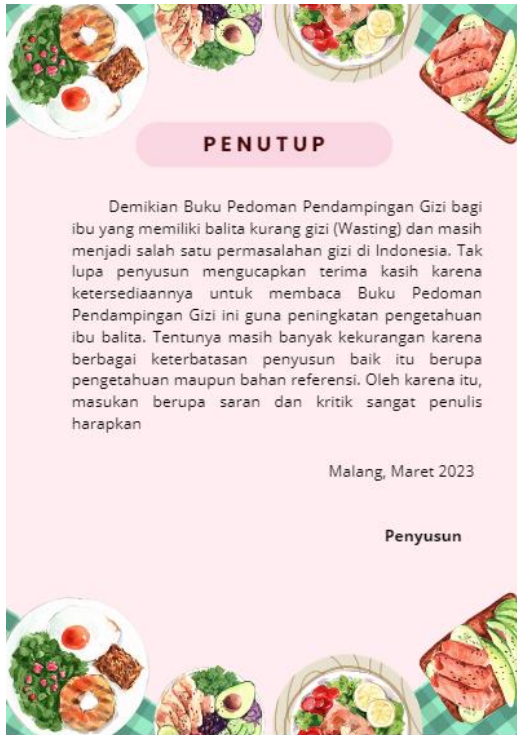 PENUTUP
Demikian Buku Pedoman Pendampingan Gizi bagi
ibu yang memiliki balita kurang gizi (Wasting) dan masih
menjadi salah satu permasalahan gizi di Indonesia. Tak
lupa penyusun mengucapkan terima kasih karena
ketersediaannya untuk membaca Buku Pedoman
Pendampingan Gizi ini guna peningkatan pengetahuan
ibu balita. Tentunya masih banyak kekurangan karena
berbagai keterbatasan penyusun baik itu berupa
pengetahuan maupun bahan referensi. Oleh karena itu,
masukan berupa saran dan kritik sangat penulis
harapkan
Malang, Maret 2023
Penyusun